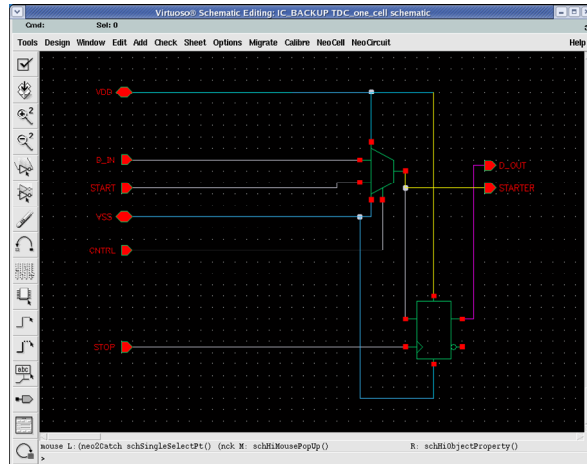 Virtuoso® Schematic Editing: IC_BACKUP TDC_one_cell schematic
Cmd: Sel: 0
Tools Design Window Edit Add Check Sheet Options Migrate Calibre NeoCell NeoCircuit Help
VDD
D_IN
D_OUT
START
STARTER
VSS
CNTRL
STOP
abc
mouse L: (neo2Catch schSingleSelectPt() (nck M: schHiMousePopUp() R: schHiObjectProperty()
>